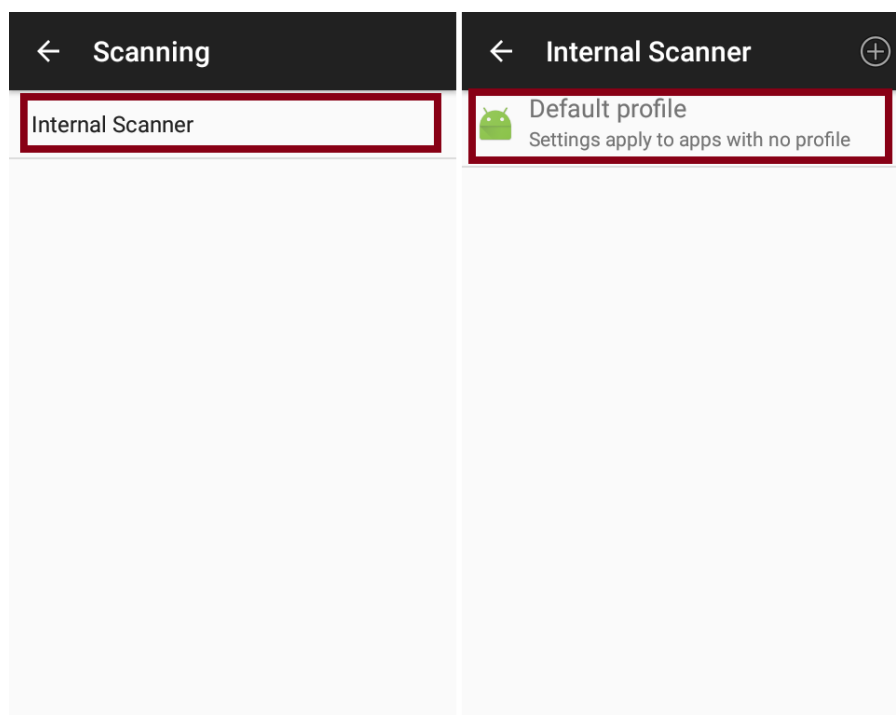 Scanning
Internal Scanner
Internal Scanner
Default profile
Settings apply to apps with no profile